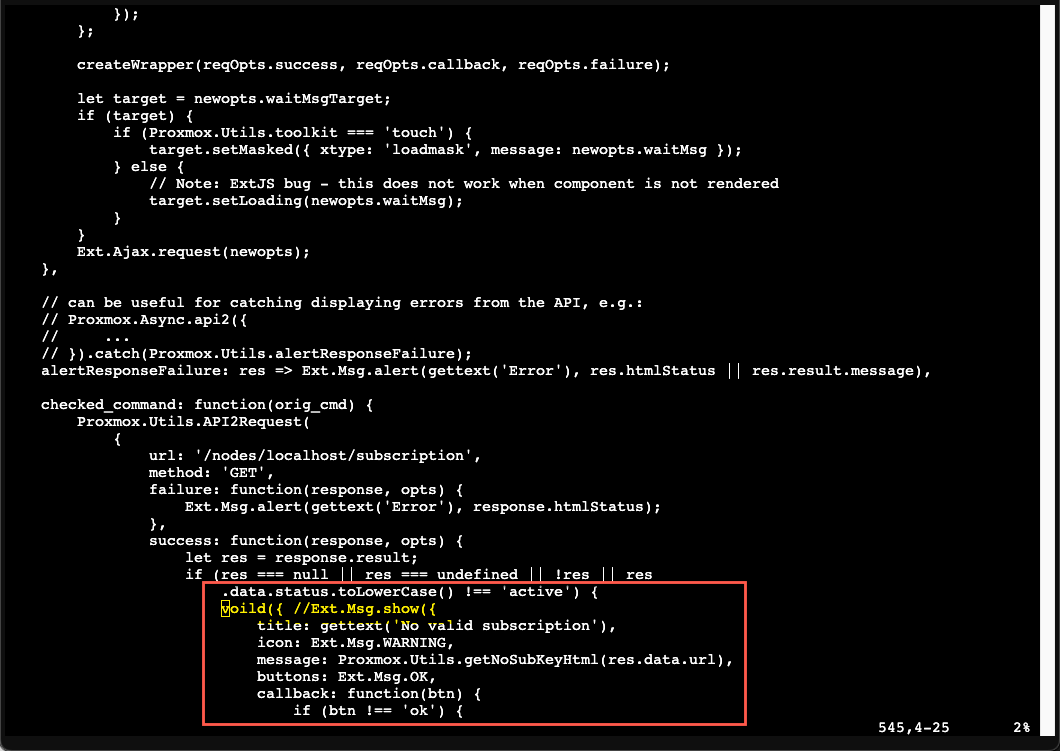 });
    };

    createWrapper(reqOpts.success, reqOpts.callback, reqOpts.failure);

    let target = newopts.waitMsgTarget;
    if (target) {
        if (Proxmox.Utils.toolkit === 'touch') {
            target.setMasked({ xtype: 'loadmask', message: newopts.waitMsg });
        } else {
            // Note: ExtJS bug - this does not work when component is not rendered
            target.setLoading(newopts.waitMsg);
        }
    }
    Ext.Ajax.request(newopts);
},

// can be useful for catching displaying errors from the API, e.g.:
// Proxmox.Async.api2({
//     ...
// }).catch(Proxmox.Utils.alertResponseFailure);
alertResponseFailure: res => Ext.Msg.alert(gettext('Error'), res.htmlStatus || res.result.message),

checked_command: function(orig_cmd) {
    Proxmox.Utils.API2Request(
        {
            url: '/nodes/localhost/subscription',
            method: 'GET',
            failure: function(response, opts) {
                Ext.Msg.alert(gettext('Error'), response.htmlStatus);
            },
            success: function(response, opts) {
                let res = response.result;
                if (res === null || res === undefined || !res || res
                    .data.status.toLowerCase() !== 'active') {
                    voild({ //Ext.Msg.show({
                        title: gettext('No valid subscription'),
                        icon: Ext.Msg.WARNING,
                        message: Proxmox.Utils.getNoSubKeyHtml(res.data.url),
                        buttons: Ext.Msg.OK,
                        callback: function(btn) {
                            if (btn !== 'ok') {
545,4-25 2%